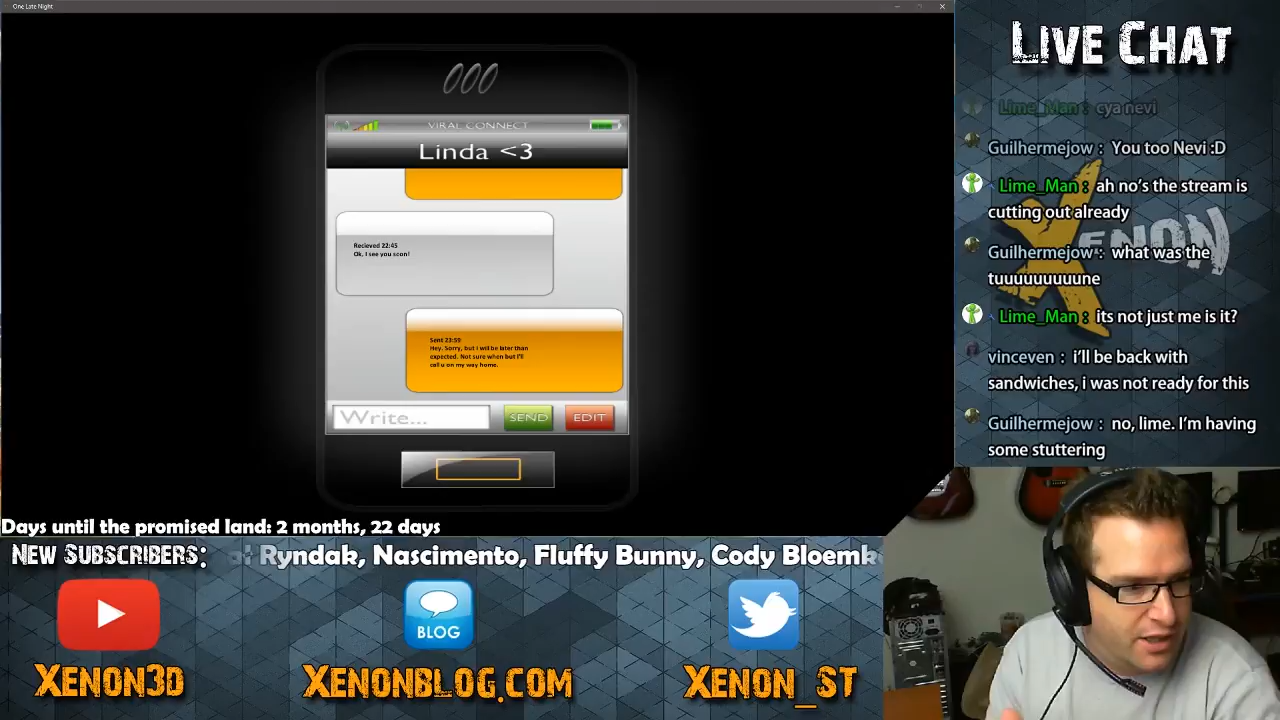 One Late Night
VIRAL CONNECT
Linda <3
Recieved 22:45
Ok, I see you soon!
Sent 23:59
Hey. Sorry, but I will be later than
expected. Not sure when but I'll
call u on my way home.
Write...
SEND
EDIT
Days until the promised land: 2 months, 22 days
New Subscribers:
Ryndak, Nascimento, Fluffy Bunny, Cody Bloemk
BLOG
Xenon3D
Xenonblog.com
Xenon_ST
Live Chat
Lime_Man : cya nevi
Guilhermejow : You too Nevi :D
Lime_Man : ah no's the stream is
cutting out already
Guilhermejow : what was the
tuuuuuuuuune
Lime_Man : its not just me is it?
vinceven : i'll be back with
sandwiches, i was not ready for this
Guilhermejow : no, lime. I'm having
some stuttering
XENON